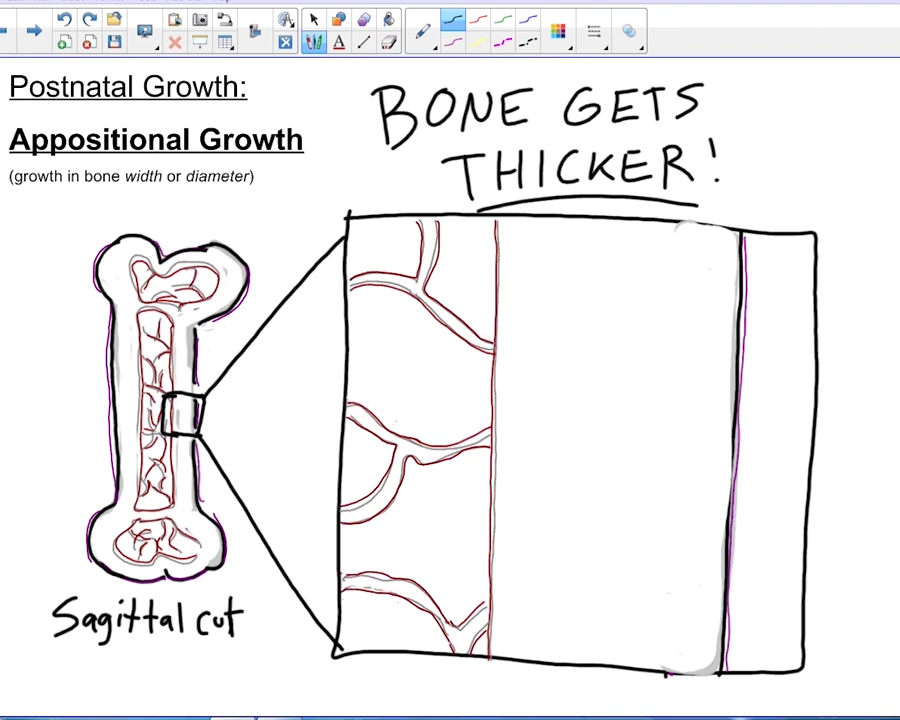 Postnatal Growth:
Appositional Growth
(growth in bone width or diameter)
BONE GETS
THICKER!
Sagittal cut